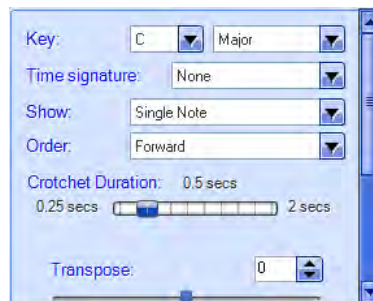 Key: C Major
Time signature: None
Show: Single Note
Order: Forward
Crotchet Duration: 0.5 secs
0.25 secs 2 secs
Transpose: 0